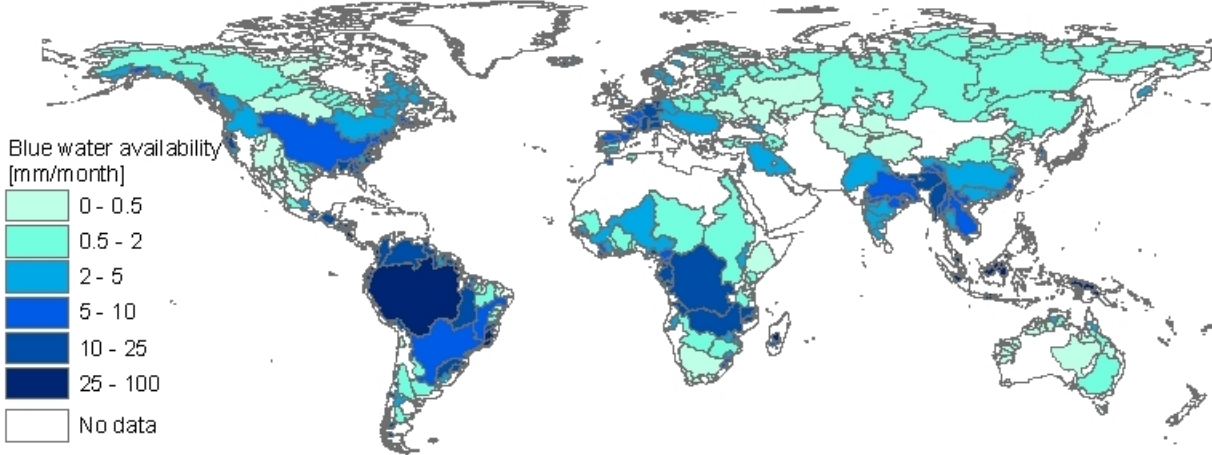 Blue water availability
[mm/month]
0 - 0.5
0.5 - 2
2 - 5
5 - 10
10 - 25
25 - 100
No data